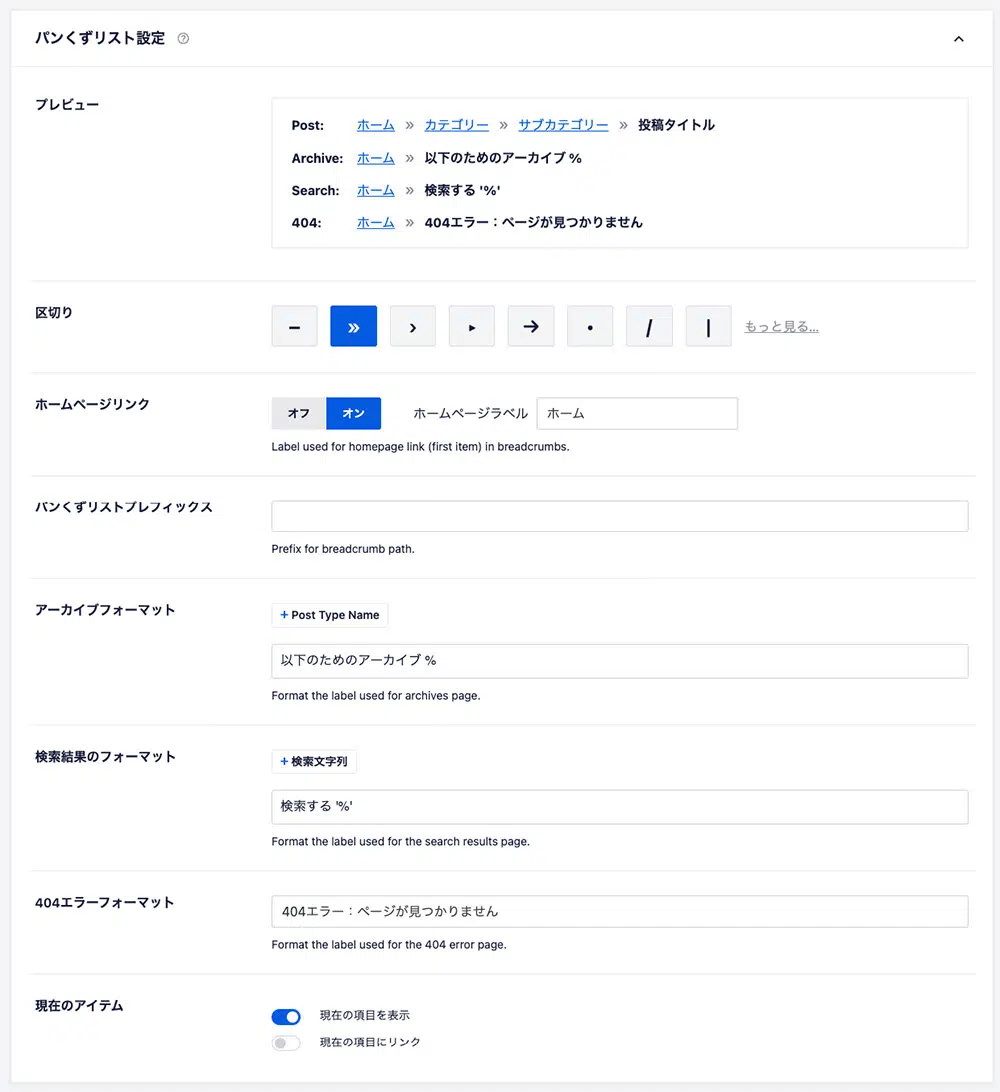 パンくずリスト設定 ?
プレビュー
Post: ホーム » カテゴリー » サブカテゴリー » 投稿タイトル
Archive: ホーム » 以下のためのアーカイブ %
Search: ホーム » 検索する '%'
404: ホーム » 404エラー：ページが見つかりません
区切り
– » › ▸ → • / | もっと見る...
ホームページリンク
オフ オン ホームページラベル ホーム
Label used for homepage link (first item) in breadcrumbs.
パンくずリストプレフィックス
Prefix for breadcrumb path.
アーカイブフォーマット
+ Post Type Name
以下のためのアーカイブ %
Format the label used for archives page.
検索結果のフォーマット
+ 検索文字列
検索する '%'
Format the label used for the search results page.
404エラーフォーマット
404エラー：ページが見つかりません
Format the label used for the 404 error page.
現在のアイテム
現在の項目を表示
現在の項目にリンク